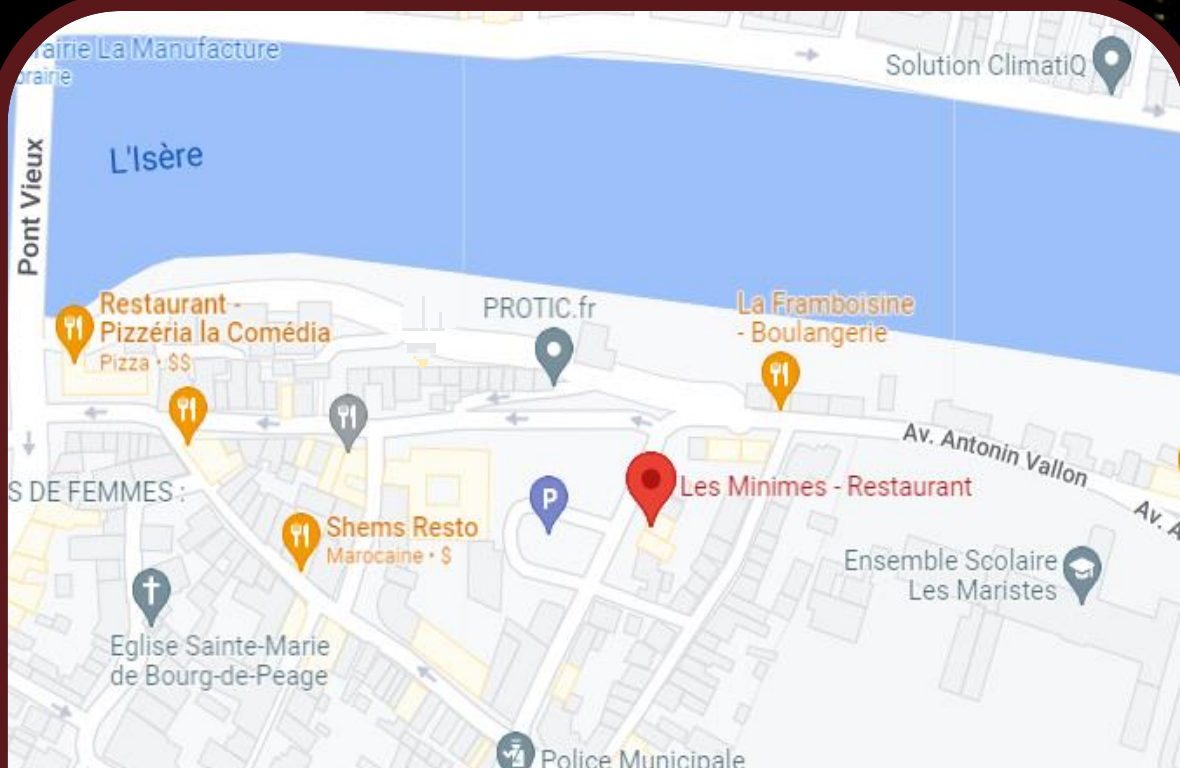 rairie La Manufacture
brairie
Solution ClimatiQ
L'Isère
Pont Vieux
Restaurant -
Pizzéria la Comédia
Pizza · $$
PROTIC.fr
La Framboisine
- Boulangerie
Av. Antonin Vallon
Av. A
S DE FEMMES :
P
Les Minimes - Restaurant
Shems Resto
Marocaine · $
Ensemble Scolaire
Les Maristes
Eglise Sainte-Marie
de Bourg-de-Peage
Police Municipale